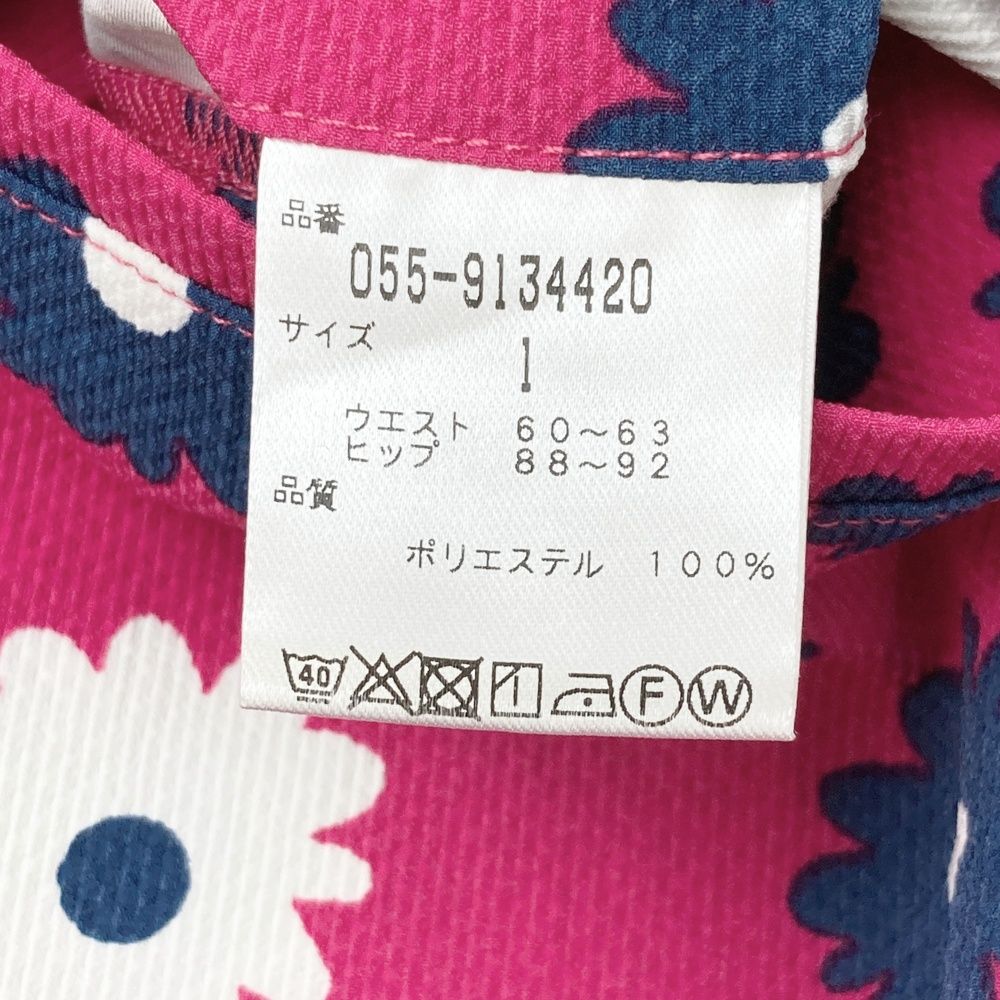 品番
055-9134420
サイズ
1
ウエスト 60～63
ヒップ 88～92
品質
ポリエステル 100%
40 F W